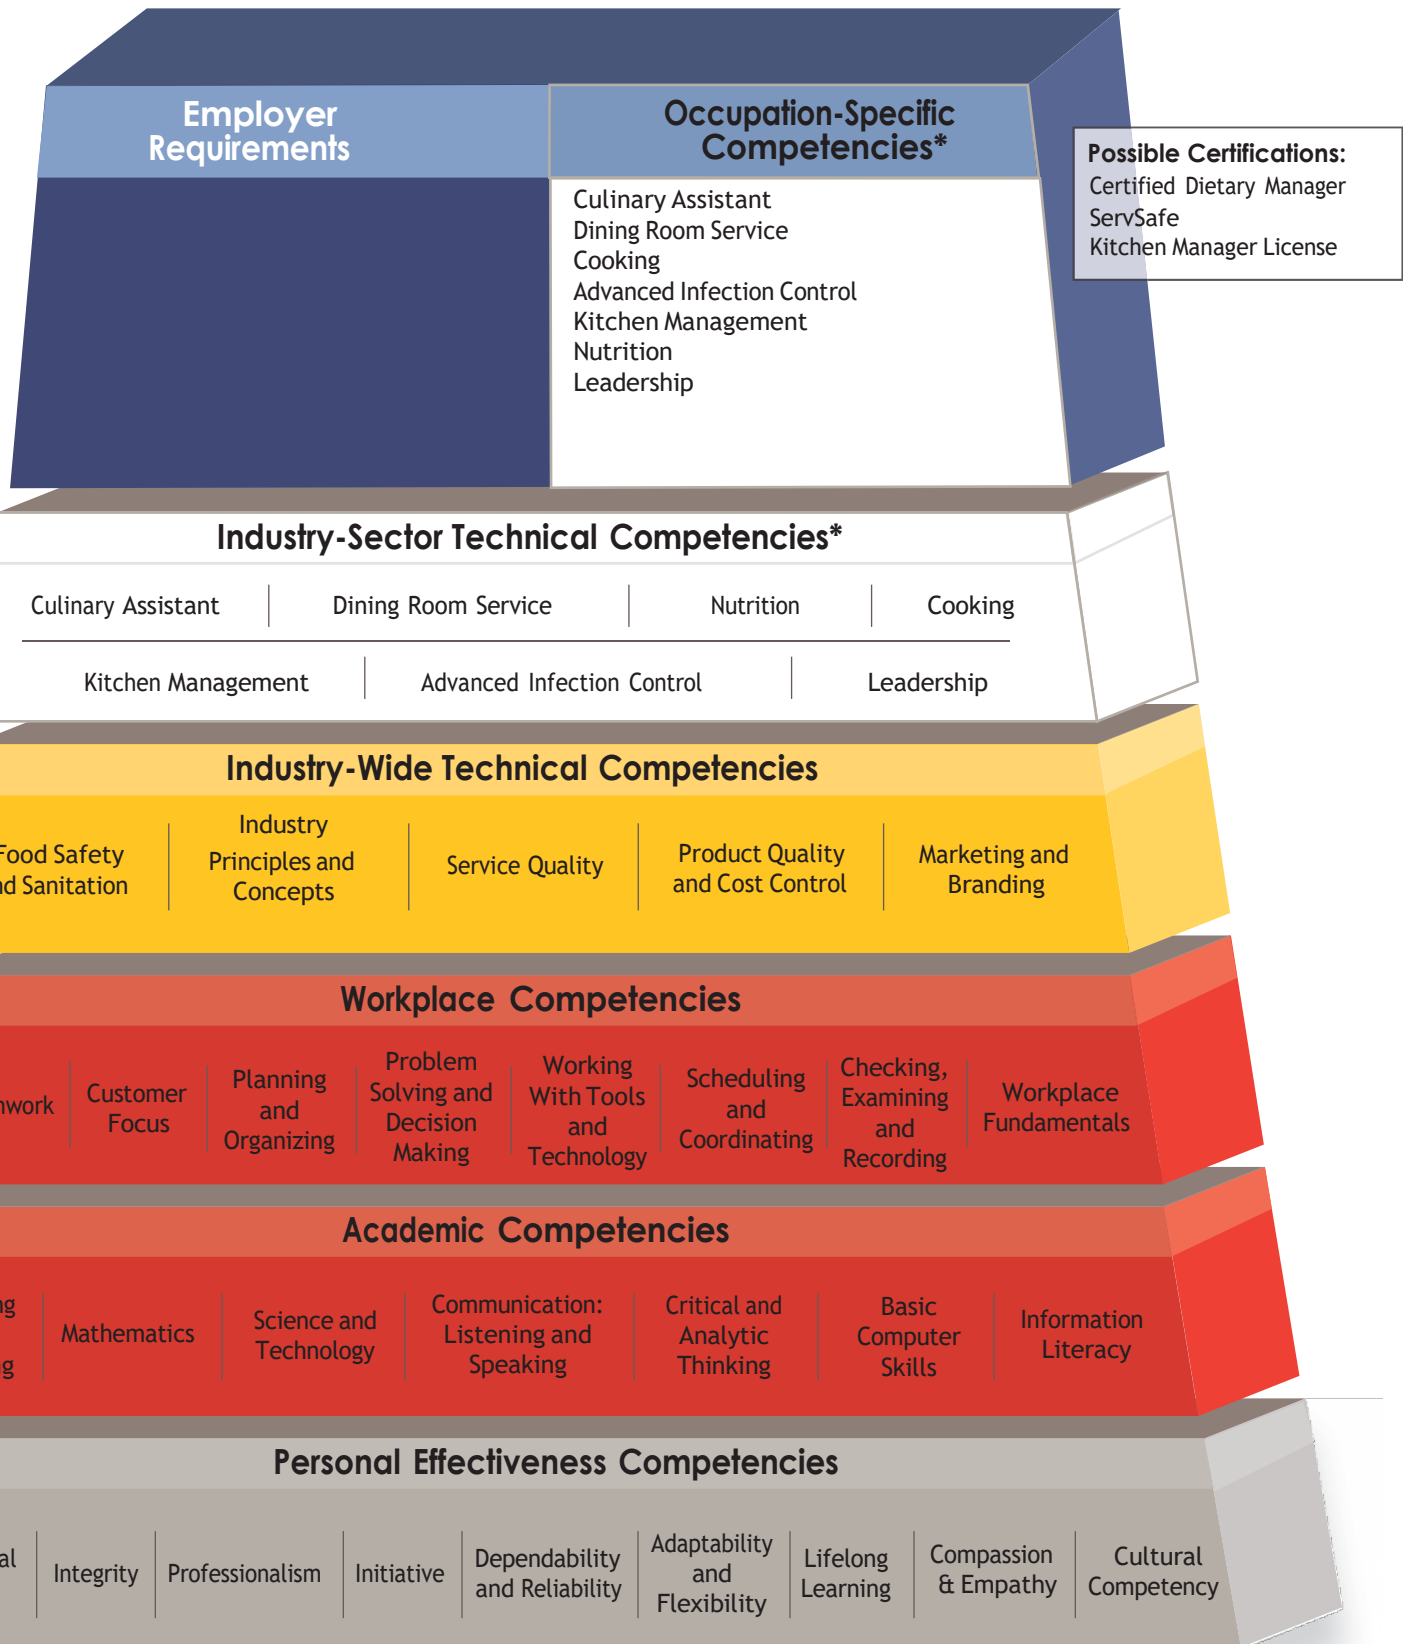 Employer
Requirements
Occupation-Specific
Competencies*
Possible Certifications:
Certified Dietary Manager
ServSafe
Kitchen Manager License
Culinary Assistant
Dining Room Service
Cooking
Advanced Infection Control
Kitchen Management
Nutrition
Leadership
Industry-Sector Technical Competencies*
Culinary Assistant
Dining Room Service
Nutrition
Cooking
Kitchen Management
Advanced Infection Control
Leadership
Industry-Wide Technical Competencies
Food Safety
Sanitation
Industry
Principles and
Concepts
Service Quality
Product Quality
and Cost Control
Marketing and
Branding
Workplace Competencies
Customer
Focus
Planning
and
Organizing
Problem
Solving and
Decision
Making
Working
With Tools
and
Technology
Scheduling
and
Coordinating
Checking,
Examining
and
Recording
Workplace
Fundamentals
Academic Competencies
Mathematics
Science and
Technology
Communication:
Listening and
Speaking
Critical and
Analytic
Thinking
Basic
Computer
Skills
Information
Literacy
Personal Effectiveness Competencies
Integrity
Professionalism
Initiative
Dependability
and Reliability
Adaptability
and
Flexibility
Lifelong
Learning
Compassion
& Empathy
Cultural
Competency